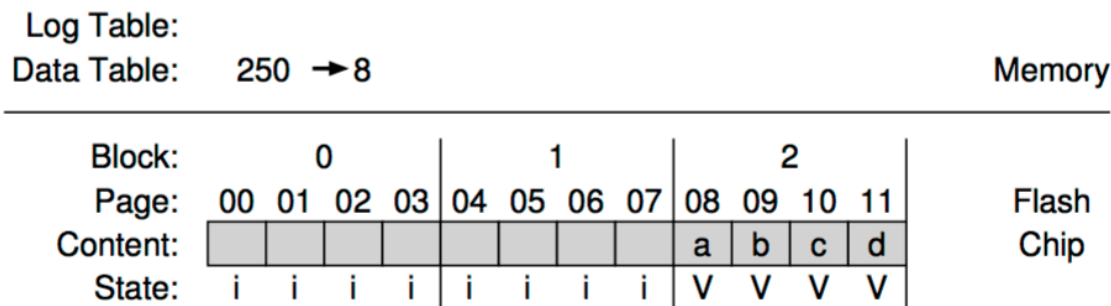 Log Table:
Data Table: 250 → 8 Memory
Block: 0 1 2
Page: 00 01 02 03 04 05 06 07 08 09 10 11 Flash
Content: a b c d Chip
State: i i i i i i i i V V V V